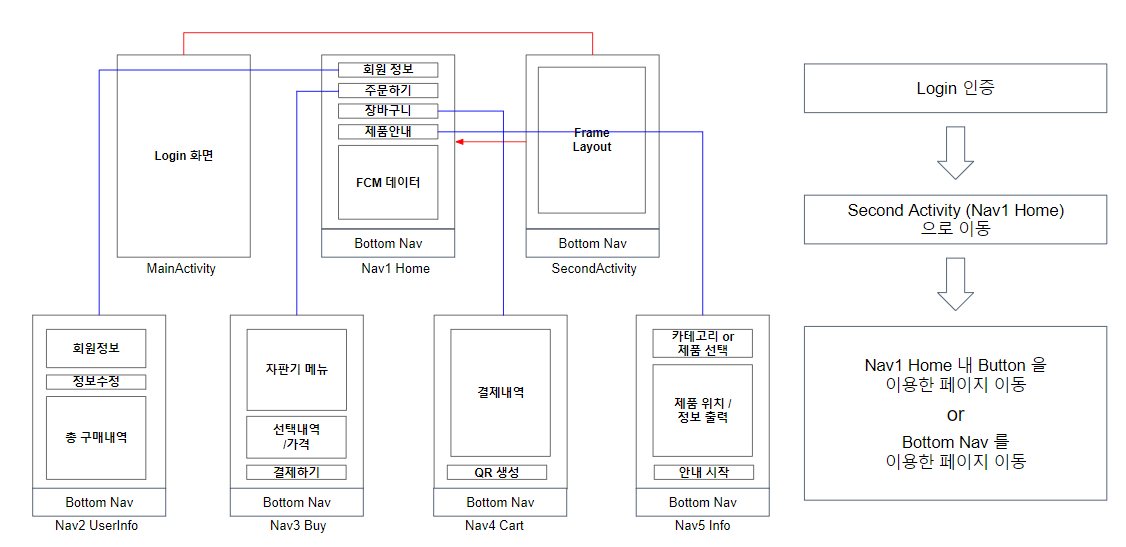 Login 화면
MainActivity
회원 정보
주문하기
장바구니
제품안내
FCM 데이터
Bottom Nav
Nav1 Home
Frame
Layout
Bottom Nav
SecondActivity
회원정보
정보수정
총 구매내역
Bottom Nav
Nav2 UserInfo
자판기 메뉴
선택내역
/가격
결제하기
Bottom Nav
Nav3 Buy
결제내역
QR 생성
Bottom Nav
Nav4 Cart
카테고리 or
제품 선택
제품 위치 /
정보 출력
안내 시작
Bottom Nav
Nav5 Info
Login 인증
Second Activity (Nav1 Home)
으로 이동
Nav1 Home 내 Button 을
이용한 페이지 이동
or
Bottom Nav 를
이용한 페이지 이동